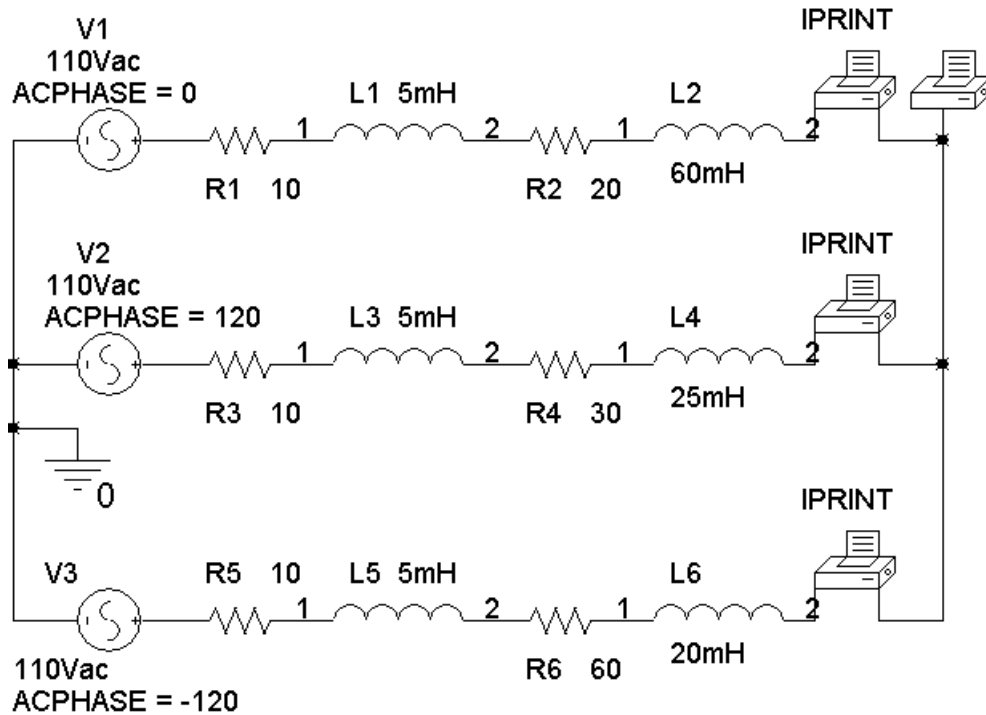 V1
110Vac
ACPHASE = 0
R1 10
1
L1 5mH
2
R2 20
1
L2
60mH
2
IPRINT
V2
110Vac
ACPHASE = 120
R3 10
1
L3 5mH
2
R4 30
1
L4
25mH
2
IPRINT
0
V3
110Vac
ACPHASE = -120
R5 10
1
L5 5mH
2
R6 60
1
L6
20mH
2
IPRINT